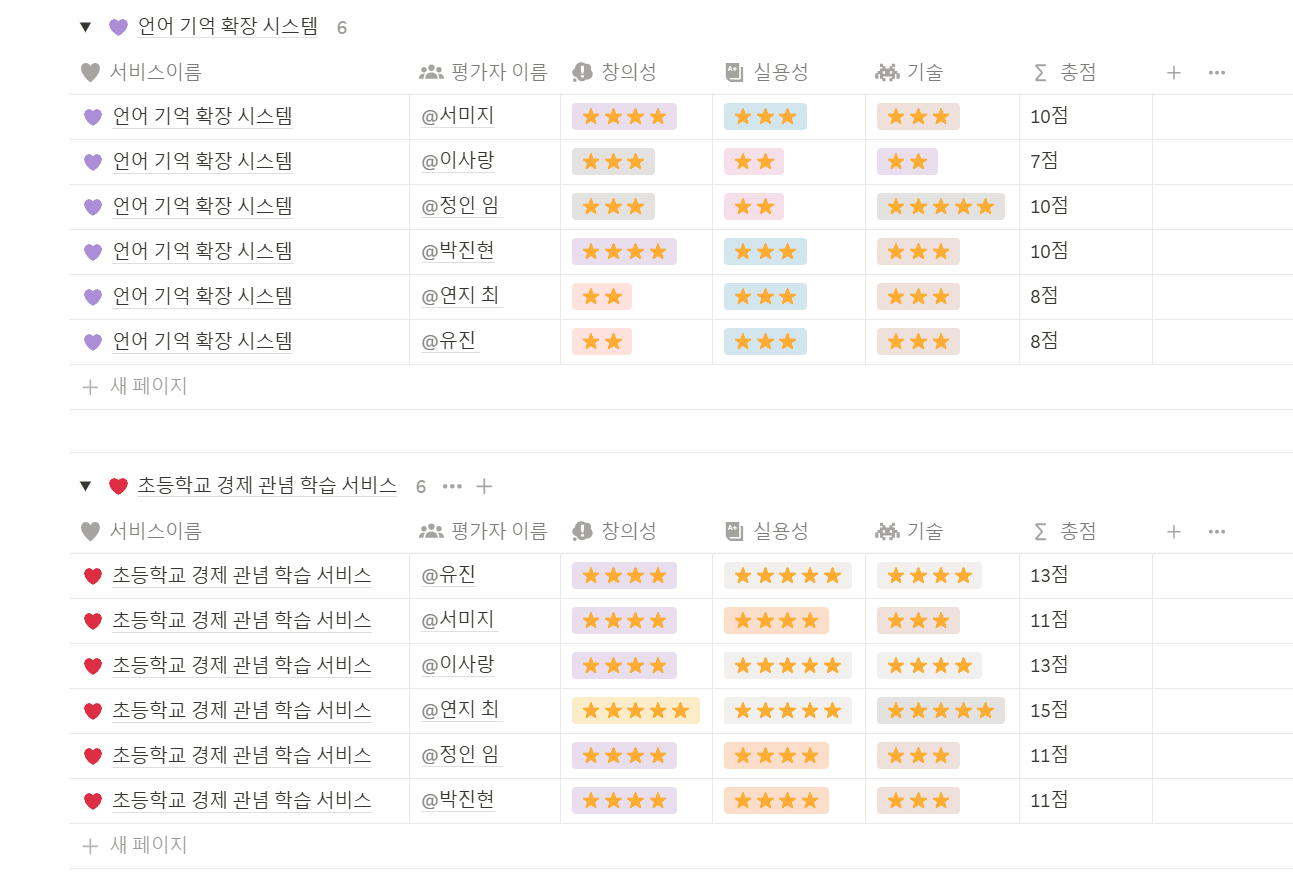 언어 기억 확장 시스템 6
서비스이름 평가자 이름 창의성 실용성 기술 Σ 총점
언어 기억 확장 시스템 @서미지 10점
언어 기억 확장 시스템 @이사랑 7점
언어 기억 확장 시스템 @정인 임 10점
언어 기억 확장 시스템 @박진현 10점
언어 기억 확장 시스템 @연지 최 8점
언어 기억 확장 시스템 @유진 8점
+ 새 페이지
초등학교 경제 관념 학습 서비스 6 ••• +
서비스이름 평가자 이름 창의성 실용성 기술 Σ 총점
초등학교 경제 관념 학습 서비스 @유진 13점
초등학교 경제 관념 학습 서비스 @서미지 11점
초등학교 경제 관념 학습 서비스 @이사랑 13점
초등학교 경제 관념 학습 서비스 @연지 최 15점
초등학교 경제 관념 학습 서비스 @정인 임 11점
초등학교 경제 관념 학습 서비스 @박진현 11점
+ 새 페이지